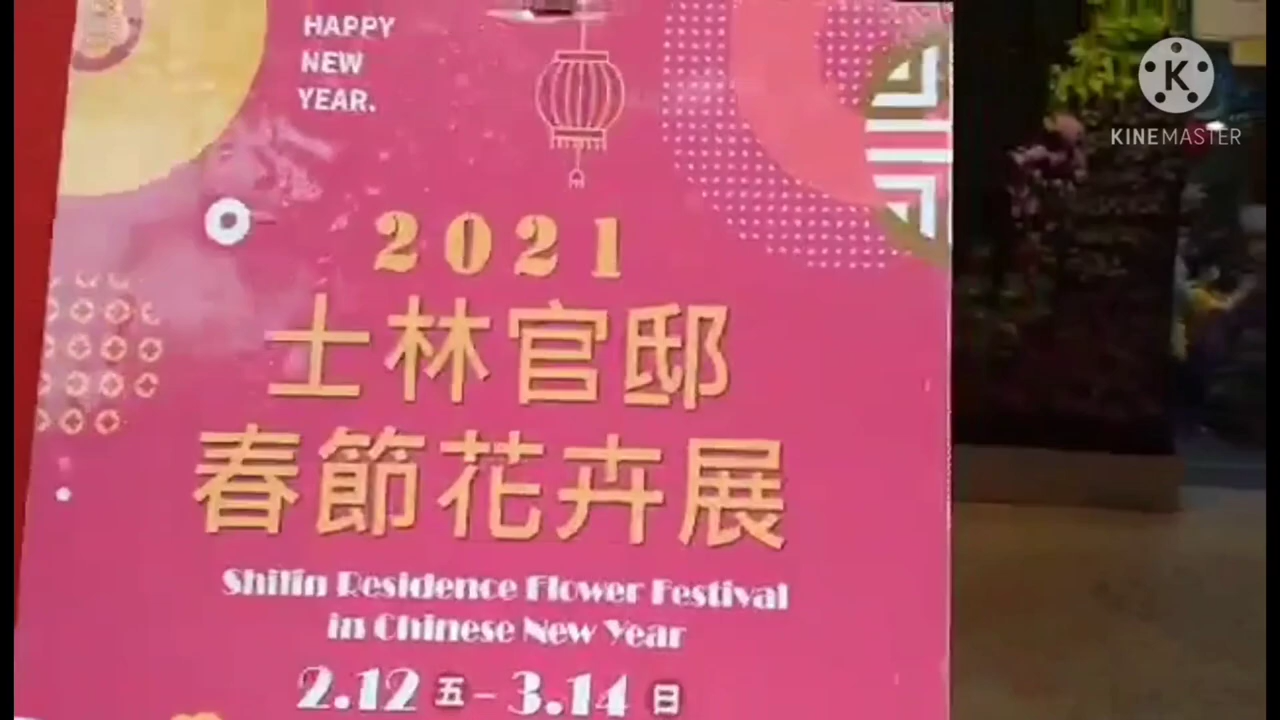 HAPPY
NEW
YEAR.
2021
士林官邸
春節花卉展
Shilin Residence Flower Festival
in Chinese New Year
2.12 五 - 3.14 日
KINEMASTER